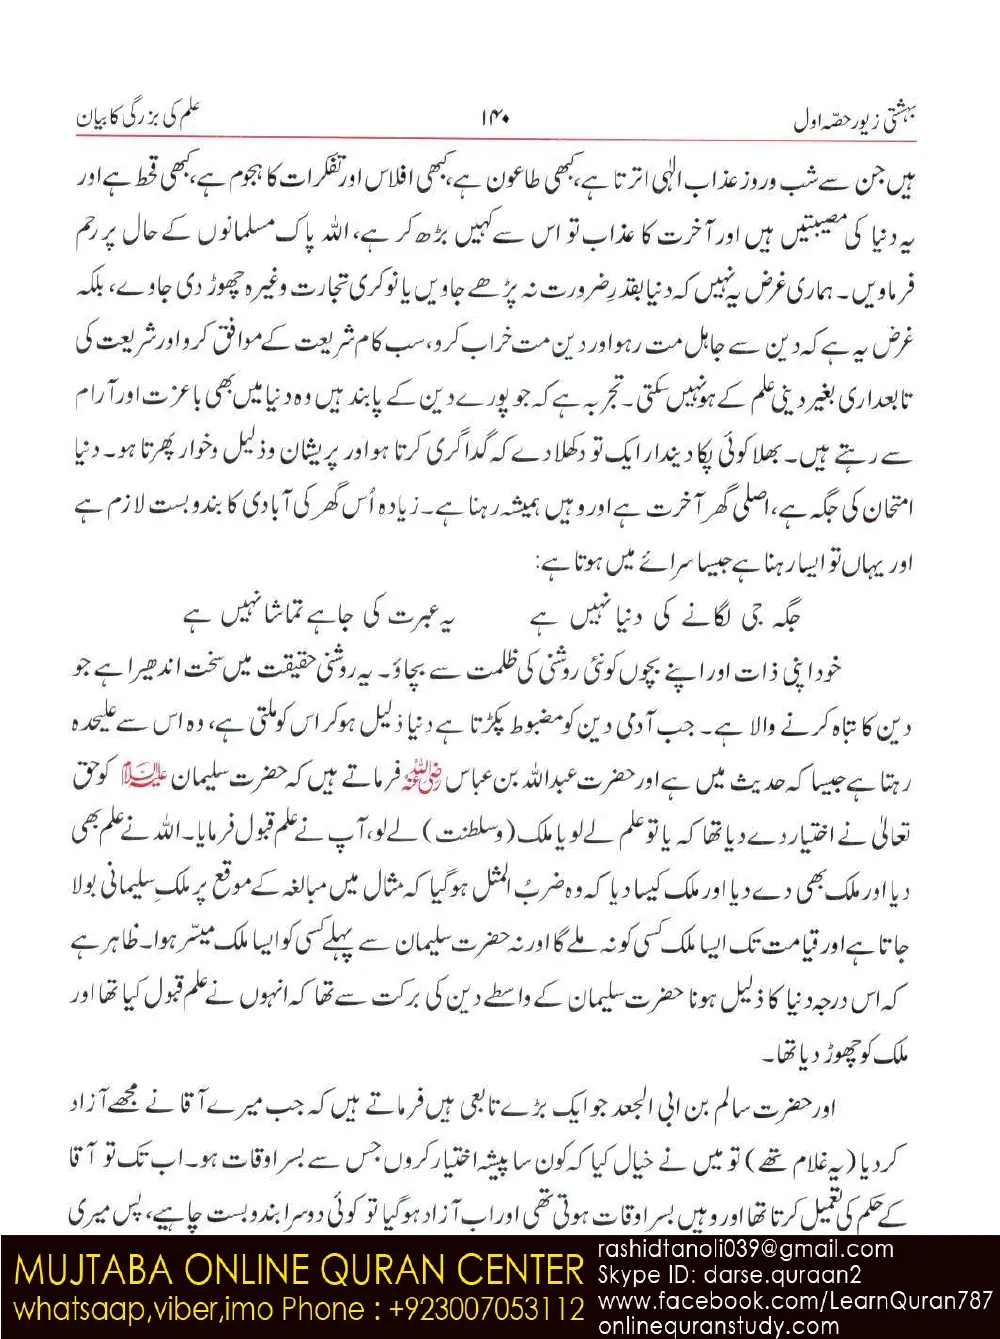 بہشتی زیور حصّہ اول ۱۴۰ علم کی بزرگی کا بیان
ہیں جن سے شب و روز عذاب الٰہی اترتا ہے، کبھی طاعون ہے، کبھی افلاس اور تفکرات کا ہجوم ہے، کبھی قحط ہے اور
یہ دنیا کی مصیبتیں ہیں اور آخرت کا عذاب تو اس سے کہیں بڑھ کر ہے، اللہ پاک مسلمانوں کے حال پر رحم
فرماویں۔ ہماری غرض یہ نہیں کہ دنیا بقدرِ ضرورت نہ پڑھے جاویں یا نوکری تجارت وغیرہ چھوڑ دی جاوے، بلکہ
غرض یہ ہے کہ دین سے جاہل مت رہو اور دین مت خراب کرو، سب کام شریعت کے موافق کرو اور شریعت کی
تابعداری بغیر دینی علم کے ہو نہیں سکتی۔ تجربہ ہے کہ جو پورے دین کے پابند ہیں وہ دنیا میں بھی باعزت اور آرام
سے رہتے ہیں۔ بھلا کوئی پکا دیندار ایک تو دکھلا دے کہ گداگری کرتا ہو اور پریشان وذلیل وخوار پھرتا ہو۔ دنیا
امتحان کی جگہ ہے، اصلی گھر آخرت ہے اور وہیں ہمیشہ رہنا ہے۔ زیادہ اُس گھر کی آبادی کا بندوبست لازم ہے
اور یہاں تو ایسا رہنا ہے جیسا سرائے میں ہوتا ہے:
جگہ جی لگانے کی دنیا نہیں ہے یہ عبرت کی جا ہے تماشا نہیں ہے
خود اپنی ذات اور اپنے بچوں کو نئی روشنی کی ظلمت سے بچاؤ۔ یہ روشنی حقیقت میں سخت اندھیرا ہے جو
دین کا تباہ کرنے والا ہے۔ جب آدمی دین کو مضبوط پکڑتا ہے دنیا ذلیل ہوکر اس کو ملتی ہے، وہ اس سے علیحدہ
رہتا ہے جیسا کہ حدیث میں ہے اور حضرت عبداللہ بن عباس رضی اللہ عنہ فرماتے ہیں کہ حضرت سلیمان علیہ السلام کو حق
تعالیٰ نے اختیار دے دیا تھا کہ یا تو علم لے لو یا ملک (وسلطنت) لے لو، آپ نے علم قبول فرمایا۔ اللہ نے علم بھی
دیا اور ملک بھی دے دیا اور ملک کیسا دیا کہ وہ ضربُ المثل ہوگیا کہ مثال میں مبالغہ کے موقع پر ملکِ سلیمانی بولا
جاتا ہے اور قیامت تک ایسا ملک کسی کو نہ ملے گا اور نہ حضرت سلیمان سے پہلے کسی کو ایسا ملک میسّر ہوا۔ ظاہر ہے
کہ اس درجہ دنیا کا ذلیل ہونا حضرت سلیمان کے واسطے دین کی برکت سے تھا کہ انہوں نے علم قبول کیا تھا اور
ملک کو چھوڑ دیا تھا۔
اور حضرت سالم بن ابی الجعد جو ایک بڑے تابعی ہیں فرماتے ہیں کہ جب میرے آقا نے مجھے آزاد
کردیا (یہ غلام تھے) تو میں نے خیال کیا کہ کون سا پیشہ اختیار کروں جس سے بسر اوقات ہو۔ اب تک تو آقا
کے حکم کی تعمیل کرتا تھا اور وہیں بسر اوقات ہوتی تھی اور اب آزاد ہوگیا تو کوئی دوسرا بندوبست چاہیے، پس میری
MUJTABA ONLINE QURAN CENTER
whatsaap,viber,imo Phone : +923007053112
rashidtanoli039@gmail.com
Skype ID: darse.quraan2
www.facebook.com/LearnQuran787
onlinequranstudy.com